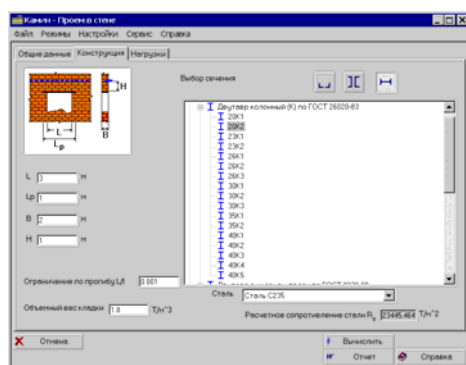 Камин - Проем в стене
Файл Режимы Настройки Сервис Справка
Общие данные Конструкция Нагрузки
Выбор сечения
H
L
Lp
B
Двутавр колонный (К) по ГОСТ 26020-83
20К1
20К2
23К1
23К2
26К1
26К2
26К3
30К1
30К2
30К3
35К1
35К2
40К1
40К2
40К3
40К4
40К5
L 3 м
Lp 1 м
B 2 м
H 1 м
Ограничение по прогибу L/f 0.001
Объемный вес кладки 1.8 Т/м^3
Сталь Сталь С235
Расчетное сопротивление стали Ry 23445.464 Т/м^2
Отмена
Вычислить
Отчет
Справка